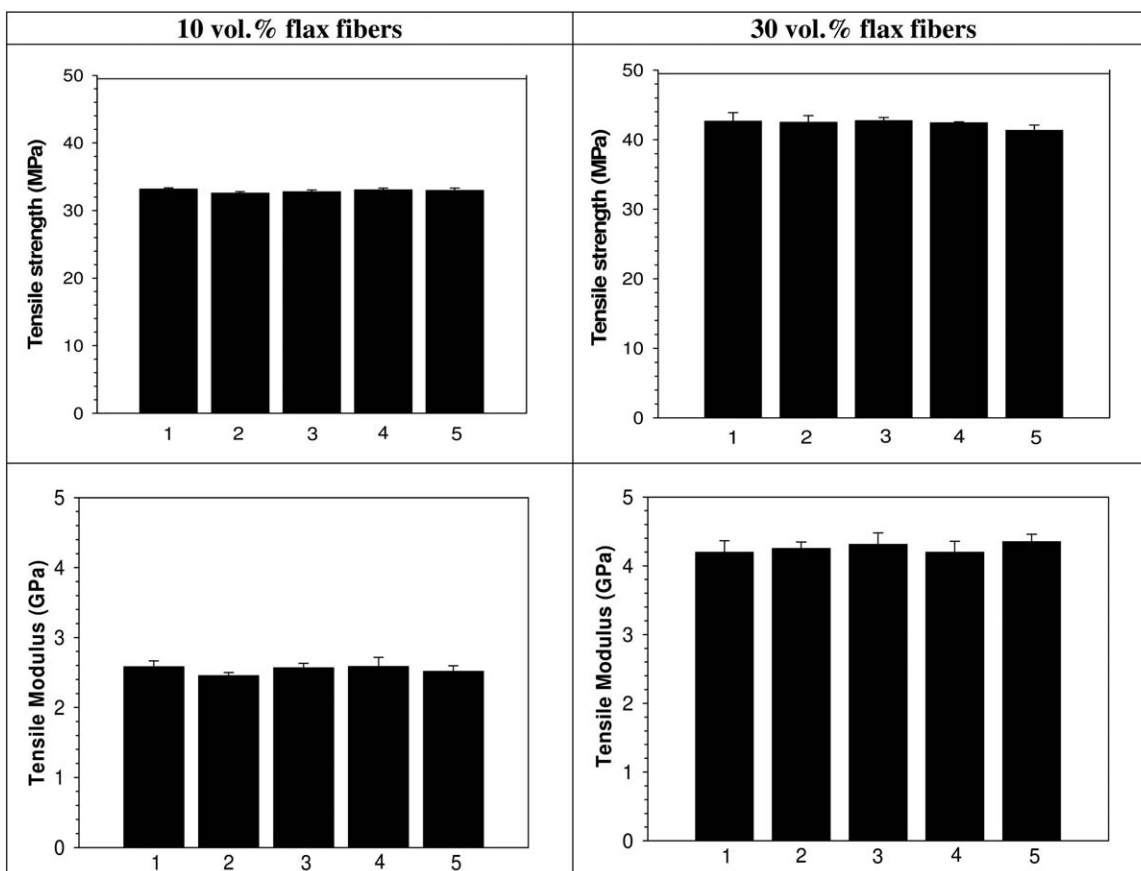 10 vol.% flax fibers
30 vol.% flax fibers
Tensile strength (MPa)
50
40
30
20
10
0
1 2 3 4 5
Tensile strength (MPa)
50
40
30
20
10
0
1 2 3 4 5
Tensile Modulus (GPa)
5
4
3
2
1
0
1 2 3 4 5
Tensile Modulus (GPa)
5
4
3
2
1
0
1 2 3 4 5